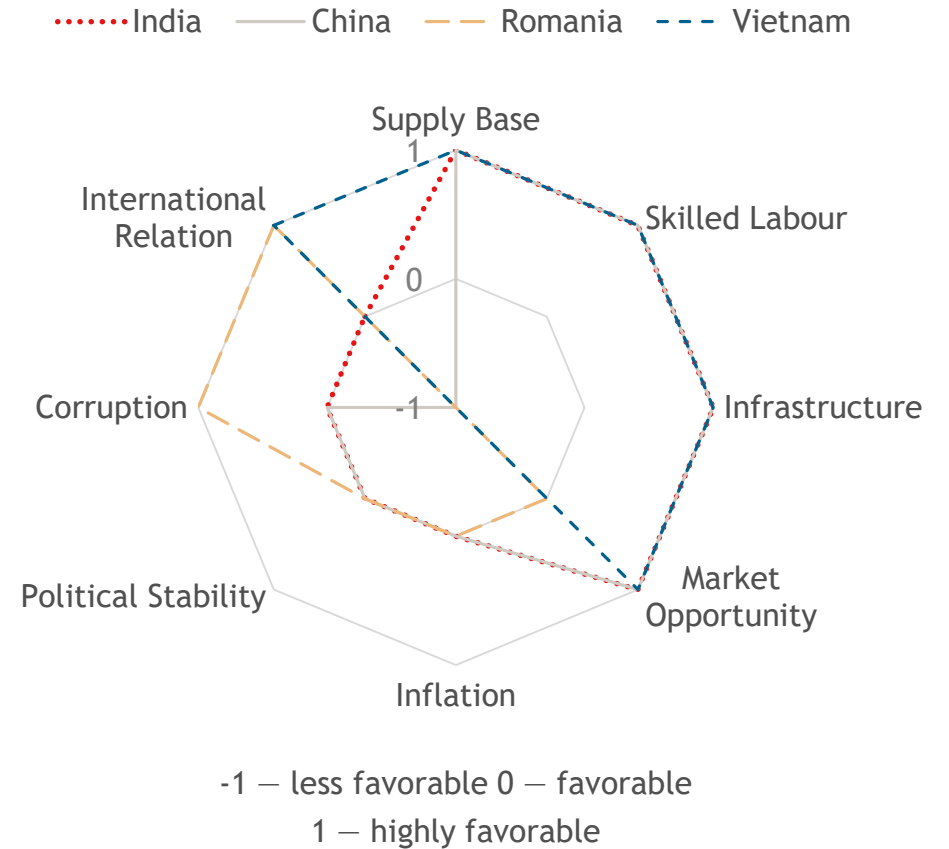 India China Romania Vietnam
Supply Base
1
International
Relation
Skilled Labour
0
Corruption
-1
Infrastructure
Market
Opportunity
Political Stability
Inflation
-1 – less favorable 0 – favorable
1 – highly favorable